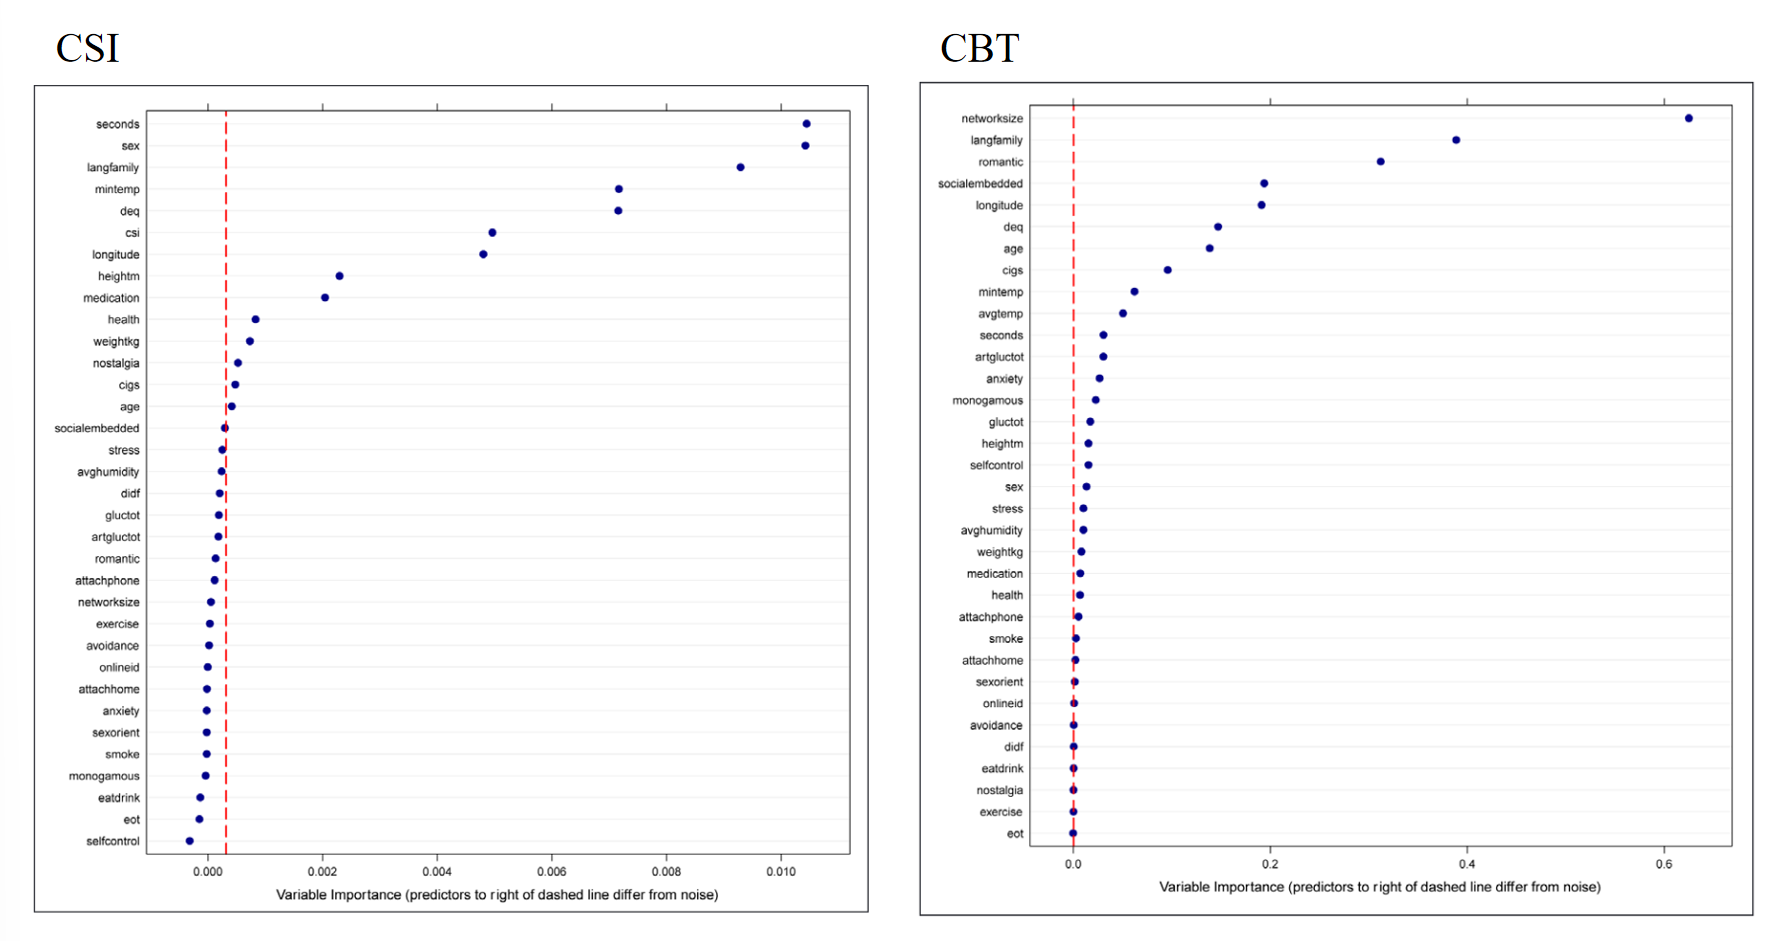 CSI
seconds
sex
langfamily
mintemp
deq
csi
longitude
heightm
medication
health
weightkg
nostalgia
cigs
age
socialembedded
stress
avghumidity
didf
gluctot
artgluctot
romantic
attachphone
networksize
exercise
avoidance
onlineid
attachhome
anxiety
sexorient
smoke
monogamous
eatdrink
eot
selfcontrol
0.000 0.002 0.004 0.006 0.008 0.010
Variable Importance (predictors to right of dashed line differ from noise)
CBT
networksize
langfamily
romantic
socialembedded
longitude
deq
age
cigs
mintemp
avgtemp
seconds
artgluctot
anxiety
monogamous
gluctot
heightm
selfcontrol
sex
stress
avghumidity
weightkg
medication
health
attachphone
smoke
attachhome
sexorient
onlineid
avoidance
didf
eatdrink
nostalgia
exercise
eot
0.0 0.2 0.4 0.6
Variable Importance (predictors to right of dashed line differ from noise)